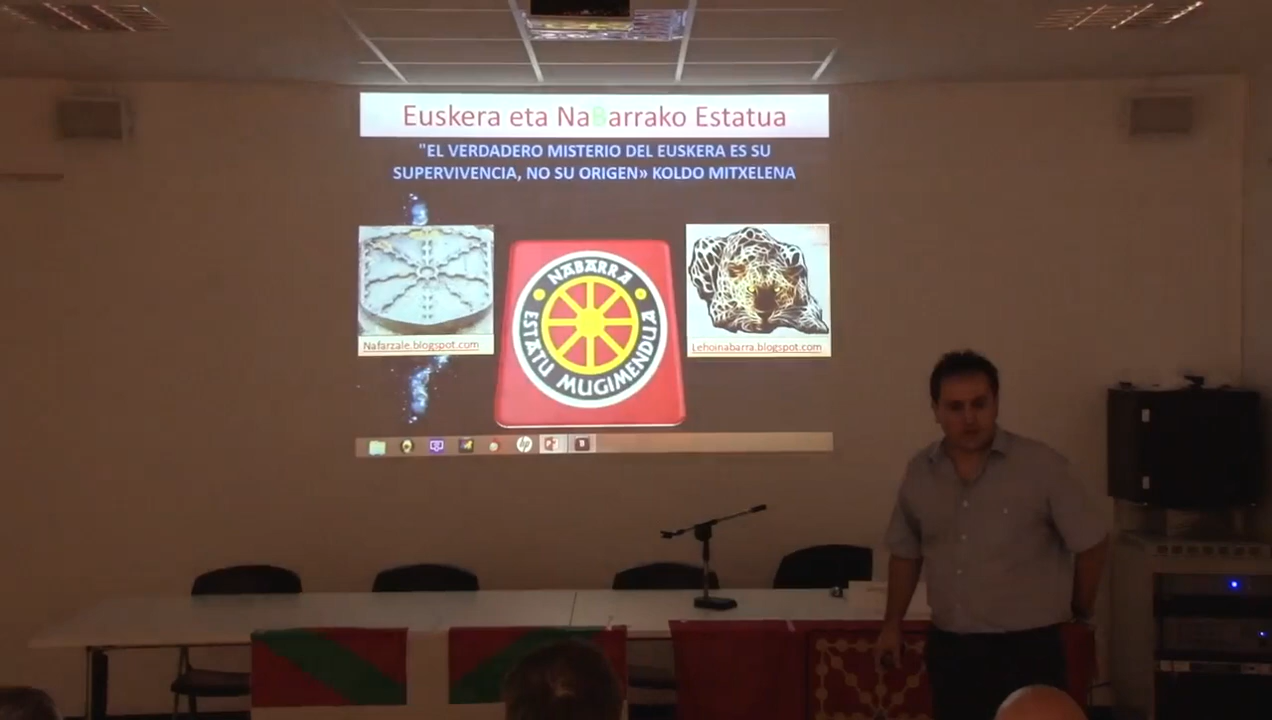 Euskera eta NaBarrako Estatua
"EL VERDADERO MISTERIO DEL EUSKERA ES SU
SUPERVIVENCIA, NO SU ORIGEN» KOLDO MITXELENA
NABARRA
ESTATU MUGIMENDUA
Nafarzale.blogspot.com
Lehoinabarra.blogspot.com
hp